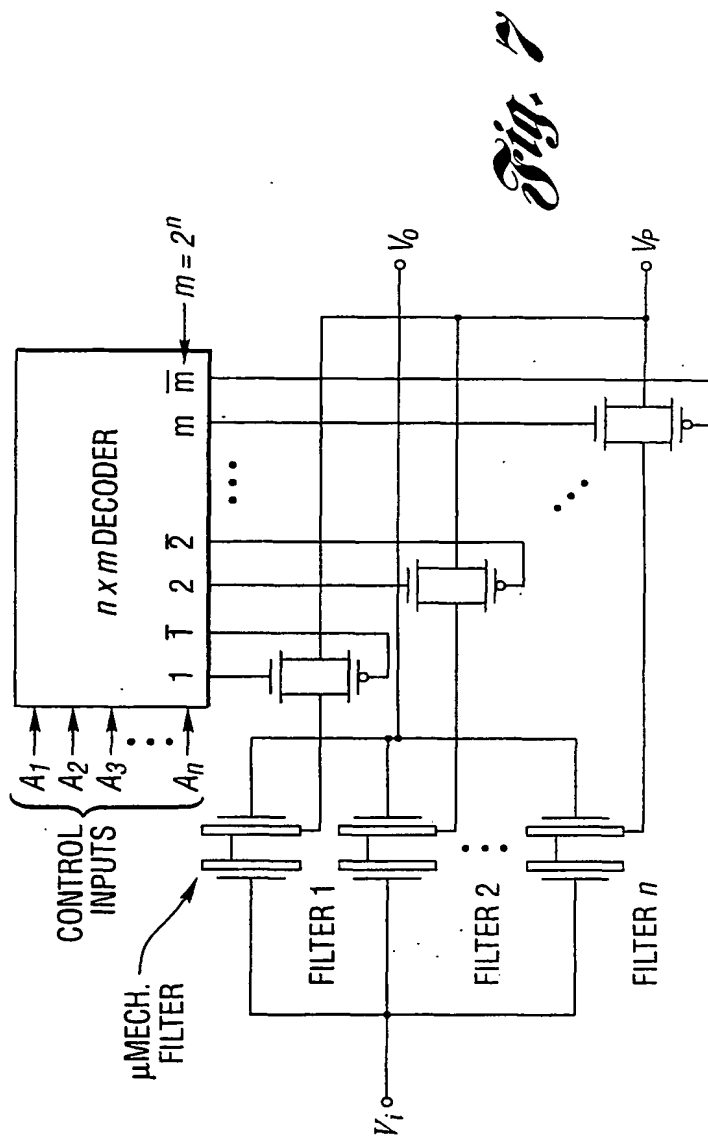 CONTROL
INPUTS
A1
A2
A3
• • •
An
n x m DECODER
m = 2ⁿ
1 1̅ 2 2̅ • • • m m̅
μMECH.
FILTER
FILTER 1
FILTER 2
• • •
FILTER n
Vi
VO
VP
Fig. 7